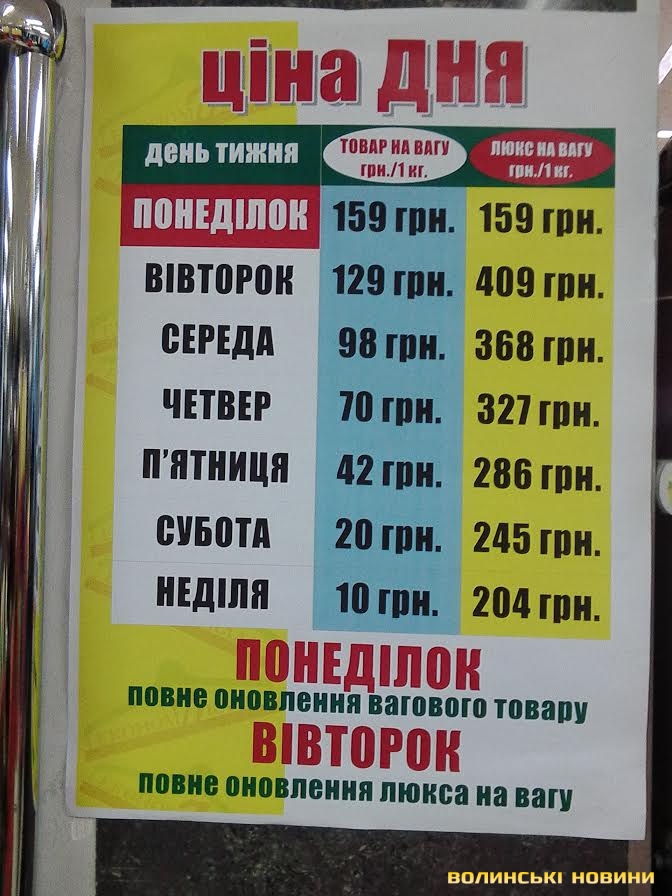 ціна ДНЯ
день тижня ТОВАР НА ВАГУ грн./1 кг. ЛЮКС НА ВАГУ грн./1 кг.
ПОНЕДІЛОК 159 грн. 159 грн.
ВІВТОРОК 129 грн. 409 грн.
СЕРЕДА 98 грн. 368 грн.
ЧЕТВЕР 70 грн. 327 грн.
П'ЯТНИЦЯ 42 грн. 286 грн.
СУБОТА 20 грн. 245 грн.
НЕДІЛЯ 10 грн. 204 грн.
ПОНЕДІЛОК
повне оновлення вагового товару
ВІВТОРОК
повне оновлення люкса на вагу
ВОЛИНСЬКІ НОВИНИ